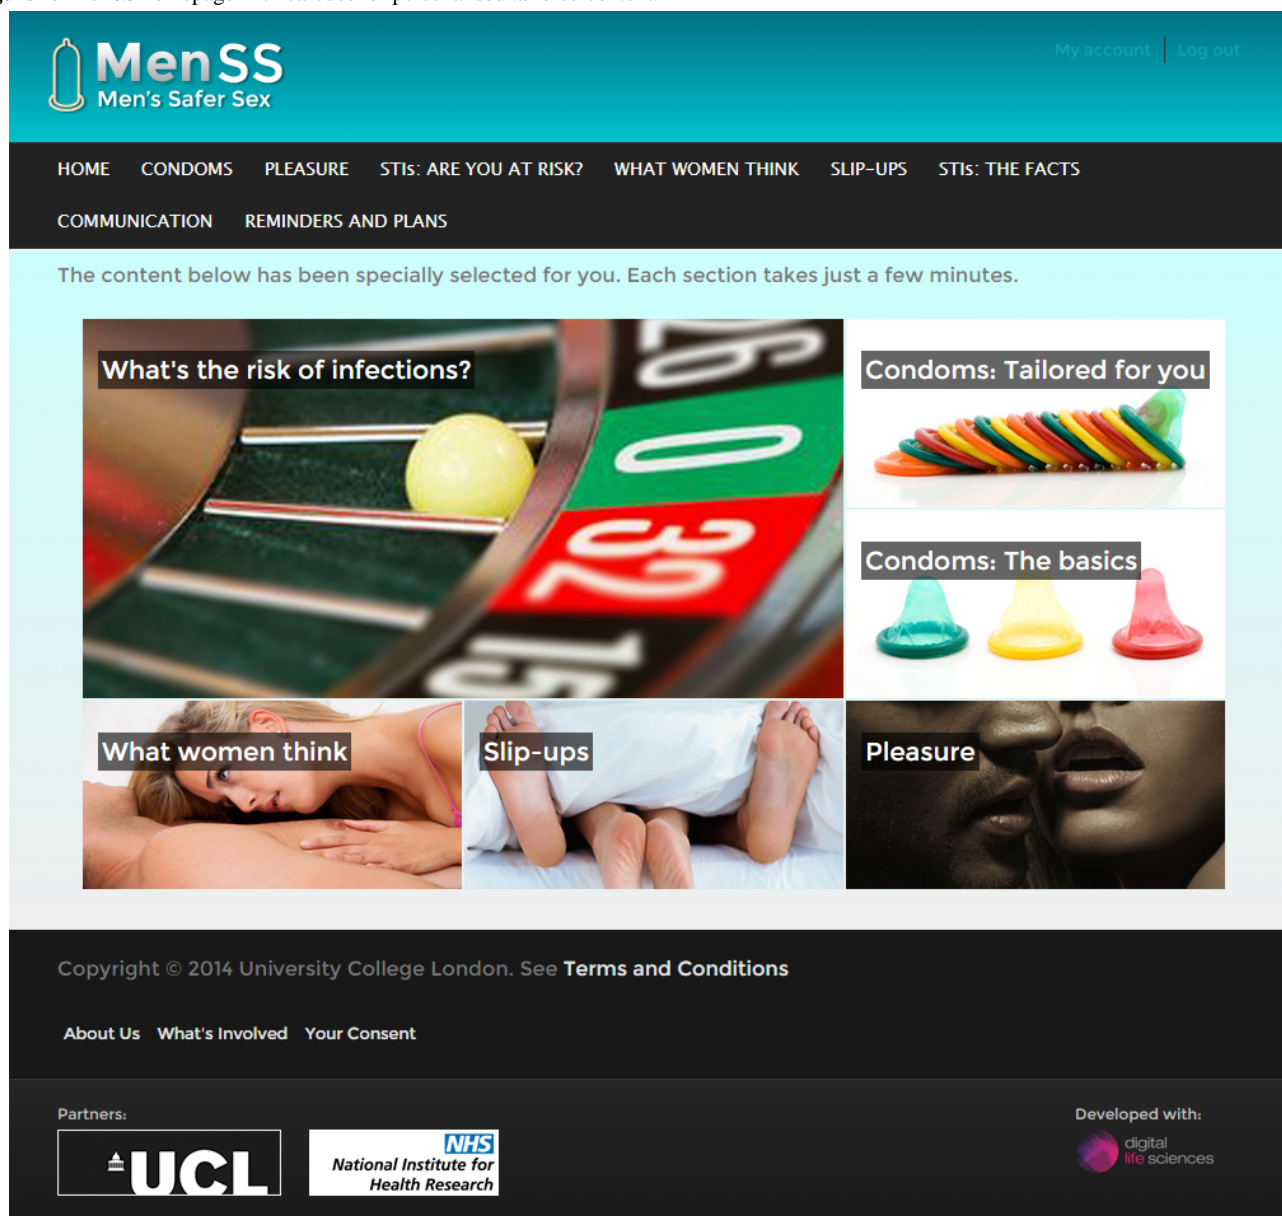 MenSS
Men's Safer Sex
My account Log out
HOME CONDOMS PLEASURE STIs: ARE YOU AT RISK? WHAT WOMEN THINK SLIP-UPS STIs: THE FACTS
COMMUNICATION REMINDERS AND PLANS
The content below has been specially selected for you. Each section takes just a few minutes.
What's the risk of infections?
26
0
32
15
Condoms: Tailored for you
Condoms: The basics
What women think
Slip-ups
Pleasure
Copyright © 2014 University College London. See Terms and Conditions
About Us What's Involved Your Consent
Partners:
UCL
NHS
National Institute for
Health Research
Developed with:
digital
life sciences